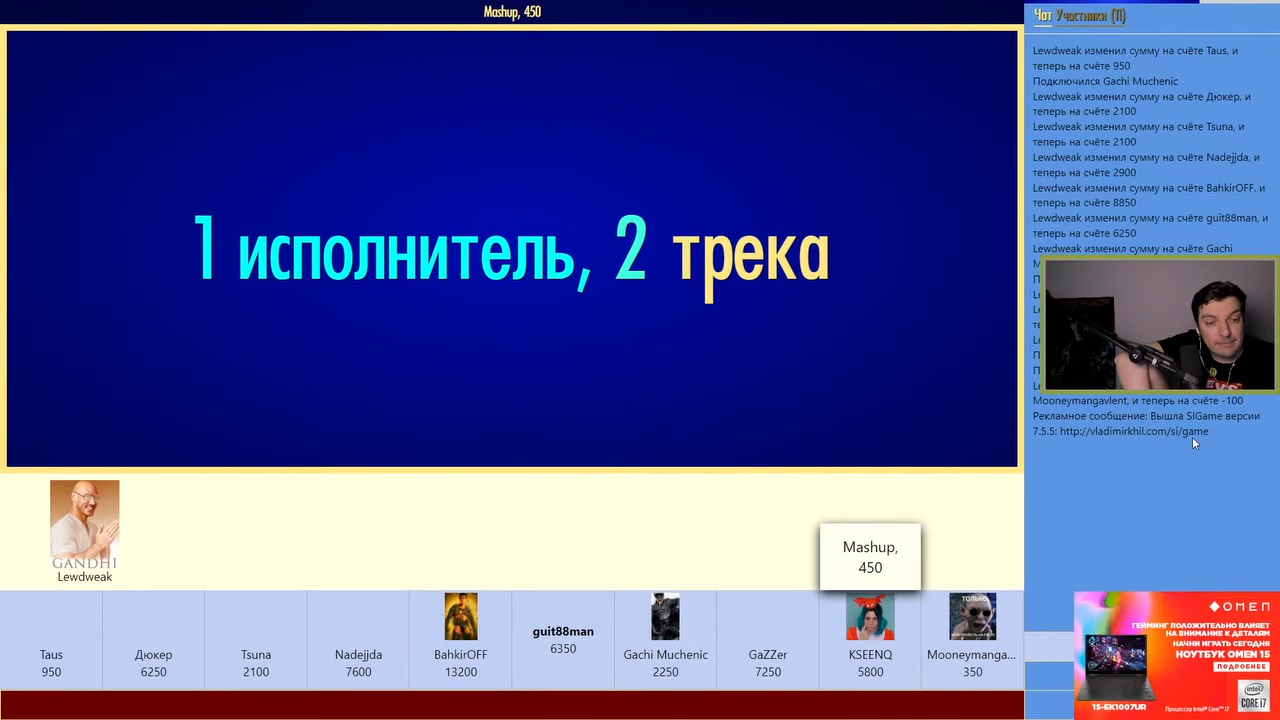 Mashup, 450
1 исполнитель, 2 трека
GANDHI
Lewdweak
Mashup,
450
Taus
950
Дюкер
6250
Tsuna
2100
Nadejjda
7600
BahkirOFF
13200
guit88man
6350
Gachi Muchenic
2250
GaZZer
7250
KSEENQ
5800
ТОЛЬКО
Mooneymanga...
350
Чат Участники (11)
Lewdweak изменил сумму на счёте Taus, и
теперь на счёте 950
Подключился Gachi Muchenic
Lewdweak изменил сумму на счёте Дюкер, и
теперь на счёте 2100
Lewdweak изменил сумму на счёте Tsuna, и
теперь на счёте 2100
Lewdweak изменил сумму на счёте Nadejjda, и
теперь на счёте 2900
Lewdweak изменил сумму на счёте BahkirOFF, и
теперь на счёте 8850
Lewdweak изменил сумму на счёте guit88man, и
теперь на счёте 6250
Lewdweak изменил сумму на счёте Gachi
Mooneymangavlent, и теперь на счёте -100
Рекламное сообщение: Вышла SIGame версии
7.5.5: http://vladimirkhil.com/si/game
ОМЕП
ГЕЙМИНГ ПОЛОЖИТЕЛЬНО ВЛИЯЕТ
НА ВНИМАНИЕ К ДЕТАЛЯМ
НАЧНИ ИГРАТЬ СЕГОДНЯ
НОУТБУК OMEN 15
ПОДРОБНЕЕ
15-EK1007UR
Процессор Intel® Core™ i7
intel
CORE i7